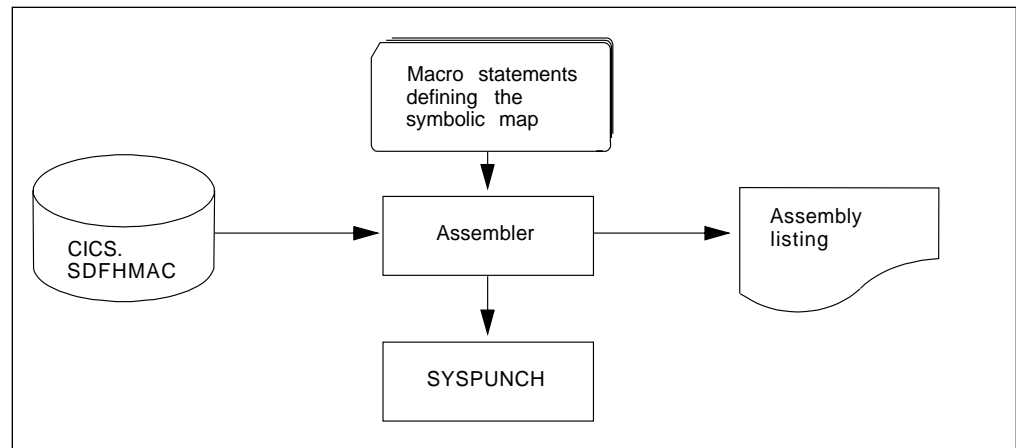 Macro statements
defining the
symbolic map
CICS.
SDFHMAC
Assembler
Assembly
listing
SYSPUNCH